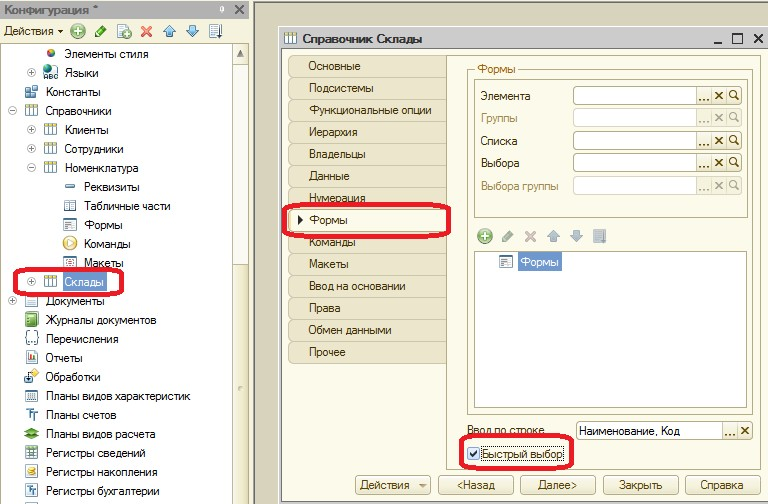 Конфигурация *
Действия
Элементы стиля
Языки
Константы
Справочники
Клиенты
Сотрудники
Номенклатура
Реквизиты
Табличные части
Формы
Команды
Макеты
Склады
Документы
Журналы документов
Перечисления
Отчеты
Обработки
Планы видов характеристик
Планы счетов
Планы видов расчета
Регистры сведений
Регистры накопления
Регистры бухгалтерии
Справочник Склады
Основные
Подсистемы
Функциональные опции
Иерархия
Владельцы
Данные
Нумерация
Формы
Команды
Макеты
Ввод на основании
Права
Обмен данными
Прочее
Формы
Элемента
Группы
Списка
Выбора
Выбора группы
Формы
Ввод по строке Наименование, Код
Быстрый выбор
Действия <Назад Далее> Закрыть Справка